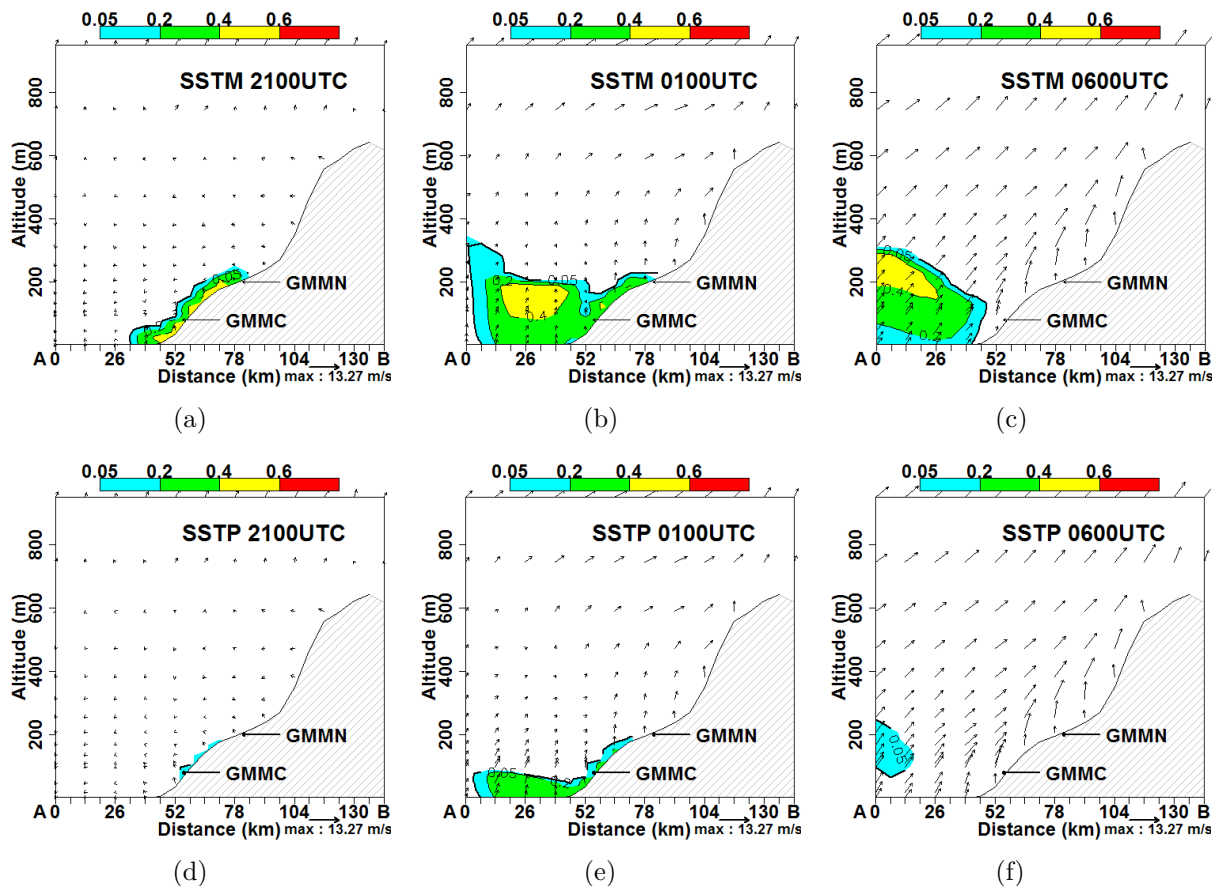 0.05 0.2 0.4 0.6
SSTM 2100UTC
Altitude (m)
800
600
400
200
0.05
GMMN
GMMC
A 0 26 52 78 104 130 B
Distance (km)
max : 13.27 m/s
(a)
0.05 0.2 0.4 0.6
SSTM 0100UTC
Altitude (m)
800
600
400
200
0.05
0.4
GMMN
GMMC
A 0 26 52 78 104 130 B
Distance (km)
max : 13.27 m/s
(b)
0.05 0.2 0.4 0.6
SSTM 0600UTC
Altitude (m)
800
600
400
200
0.05
GMMN
GMMC
A 0 26 52 78 104 130 B
Distance (km)
max : 13.27 m/s
(c)
0.05 0.2 0.4 0.6
SSTP 2100UTC
Altitude (m)
800
600
400
200
GMMN
GMMC
A 0 26 52 78 104 130 B
Distance (km)
max : 13.27 m/s
(d)
0.05 0.2 0.4 0.6
SSTP 0100UTC
Altitude (m)
800
600
400
200
0.05
GMMN
GMMC
A 0 26 52 78 104 130 B
Distance (km)
max : 13.27 m/s
(e)
0.05 0.2 0.4 0.6
SSTP 0600UTC
Altitude (m)
800
600
400
200
0.05
GMMN
GMMC
A 0 26 52 78 104 130 B
Distance (km)
max : 13.27 m/s
(f)